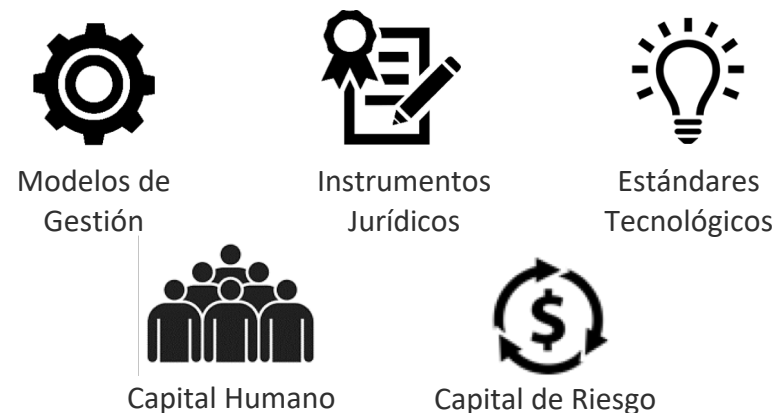 Modelos de
Gestión
Instrumentos
Jurídicos
Estándares
Tecnológicos
$
Capital Humano
Capital de Riesgo